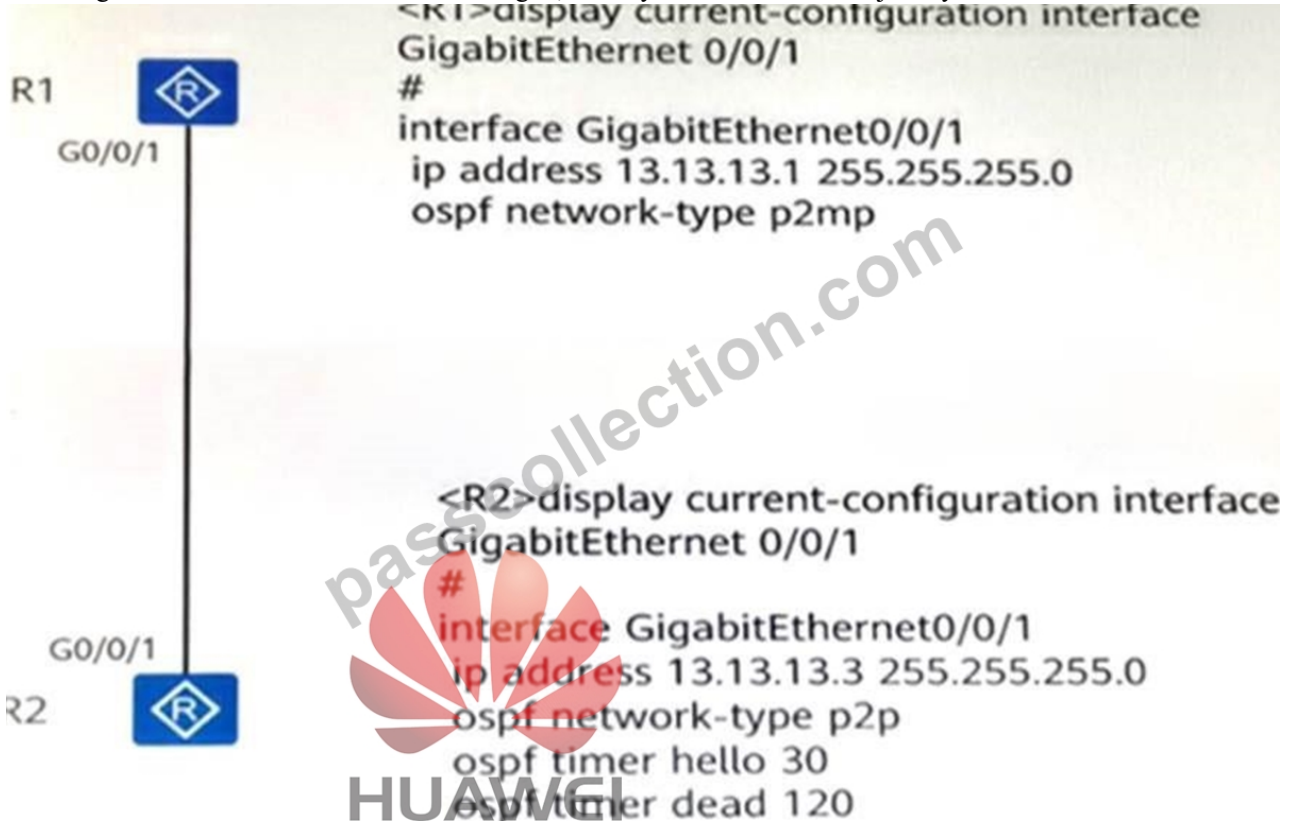 <R1>display current-configuration interface
GigabitEthernet 0/0/1
#
interface GigabitEthernet0/0/1
ip address 13.13.13.1 255.255.255.0
ospf network-type p2mp
R1
R
G0/0/1
passcollection.com
<R2>display current-configuration interface
GigabitEthernet 0/0/1
#
interface GigabitEthernet0/0/1
ip address 13.13.13.3 255.255.255.0
ospf network-type p2p
ospf timer hello 30
ospf timer dead 120
G0/0/1
R2
R
HUAWEI